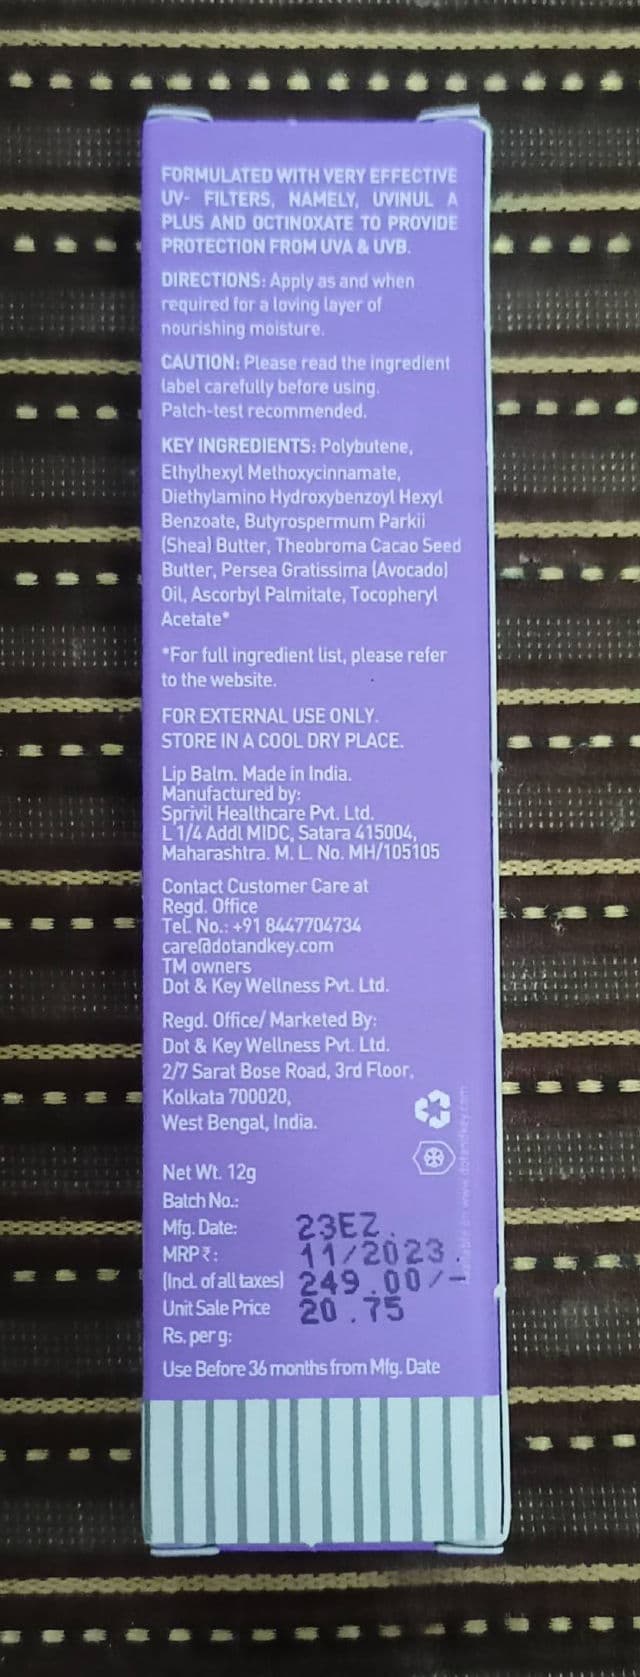 FORMULATED WITH VERY EFFECTIVE
UV- FILTERS, NAMELY, UVINUL A
PLUS AND OCTINOXATE TO PROVIDE
PROTECTION FROM UVA & UVB.
DIRECTIONS: Apply as and when
required for a loving layer of
nourishing moisture.
CAUTION: Please read the ingredient
label carefully before using.
Patch-test recommended.
KEY INGREDIENTS: Polybutene,
Ethylhexyl Methoxycinnamate,
Diethylamino Hydroxybenzoyl Hexyl
Benzoate, Butyrospermum Parkii
(Shea) Butter, Theobroma Cacao Seed
Butter, Persea Gratissima (Avocado)
Oil, Ascorbyl Palmitate, Tocopheryl
Acetate*
*For full ingredient list, please refer
to the website.
FOR EXTERNAL USE ONLY.
STORE IN A COOL DRY PLACE.
Lip Balm. Made in India.
Manufactured by:
Sprivil Healthcare Pvt. Ltd.
L 1/4 Addl MIDC, Satara 415004,
Maharashtra. M. L. No. MH/105105
Contact Customer Care at
Regd. Office
Tel. No.: +91 8447704734
care@dotandkey.com
TM owners
Dot & Key Wellness Pvt. Ltd.
Regd. Office/ Marketed By:
Dot & Key Wellness Pvt. Ltd.
2/7 Sarat Bose Road, 3rd Floor,
Kolkata 700020,
West Bengal, India.
Net Wt. 12g
Batch No.: 23EZ.
Mfg. Date: 11/2023.
MRP₹: 249.00/-
(Incl. of all taxes)
Unit Sale Price 20.75
Rs. per g:
Use Before 36 months from Mfg. Date
www.dotandkey.com